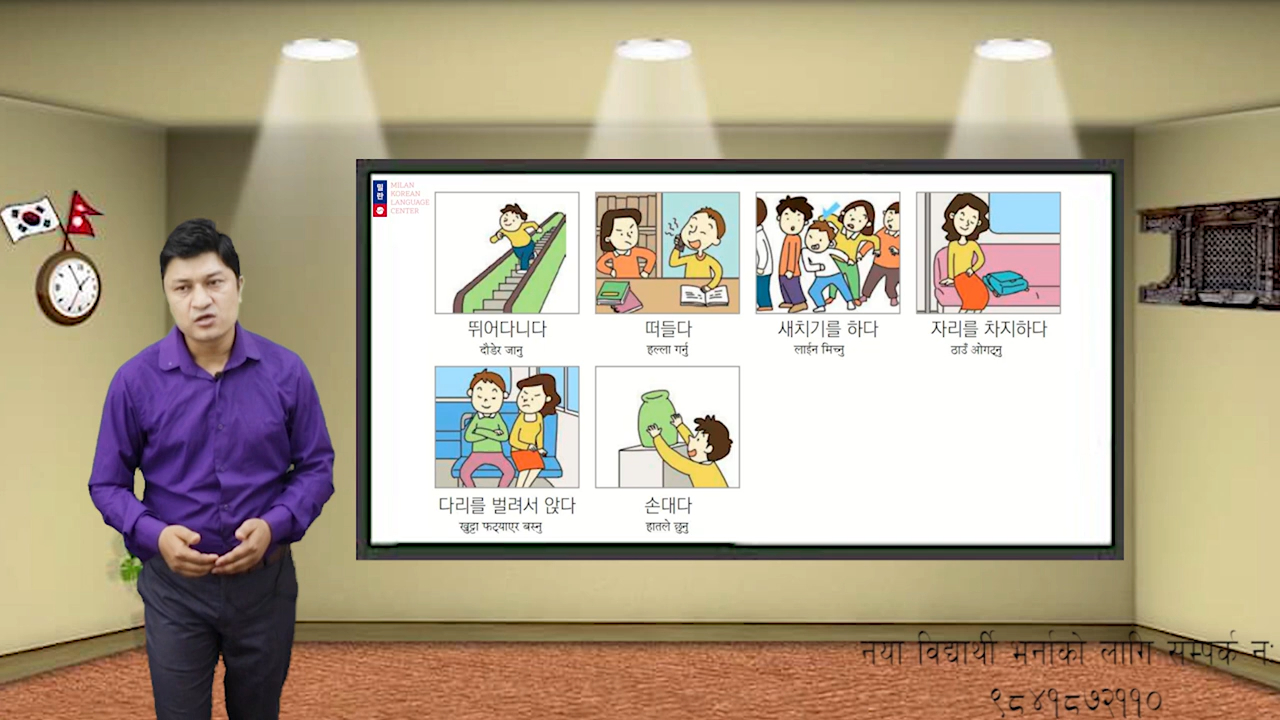 밀란
MILAN
KOREAN
LANGUAGE
CENTER
뛰어다니다
दौडेर जानु
떠들다
हल्ला गर्नु
새치기를 하다
लाईन मिच्नु
자리를 차지하다
ठाउँ ओगट्नु
다리를 벌려서 앉다
खुट्टा फट्याएर बस्नु
손대다
हातले छुनु
नया विद्यार्थी भर्नाको लागि सम्पर्क नः
९८४१८७२११०